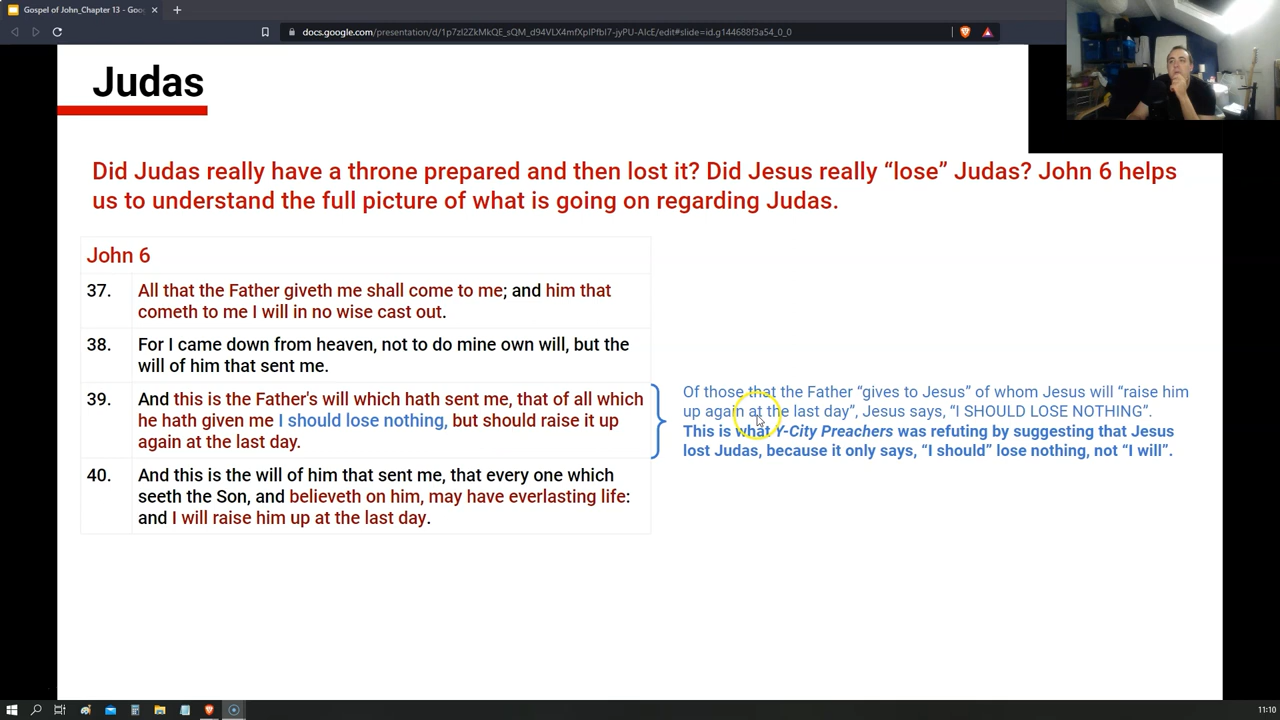 Gospel of John_Chapter 13 - Goo
docs.google.com/presentation/d/1p7zl2ZkMkQE_sQM_d94VLX4mfXpIPfbI7-jyPU-AIcE/edit#slide=id.g144688f3a54_0_0
Judas
Did Judas really have a throne prepared and then lost it? Did Jesus really “lose” Judas? John 6 helps
us to understand the full picture of what is going on regarding Judas.
John 6
37. All that the Father giveth me shall come to me; and him that
cometh to me I will in no wise cast out.
38. For I came down from heaven, not to do mine own will, but the
will of him that sent me.
39. And this is the Father's will which hath sent me, that of all which
he hath given me I should lose nothing, but should raise it up
again at the last day.
40. And this is the will of him that sent me, that every one which
seeth the Son, and believeth on him, may have everlasting life:
and I will raise him up at the last day.
Of those that the Father “gives to Jesus” of whom Jesus will “raise him
up again at the last day”, Jesus says, “I SHOULD LOSE NOTHING”.
This is what Y-City Preachers was refuting by suggesting that Jesus
lost Judas, because it only says, “I should” lose nothing, not “I will”.
11:10